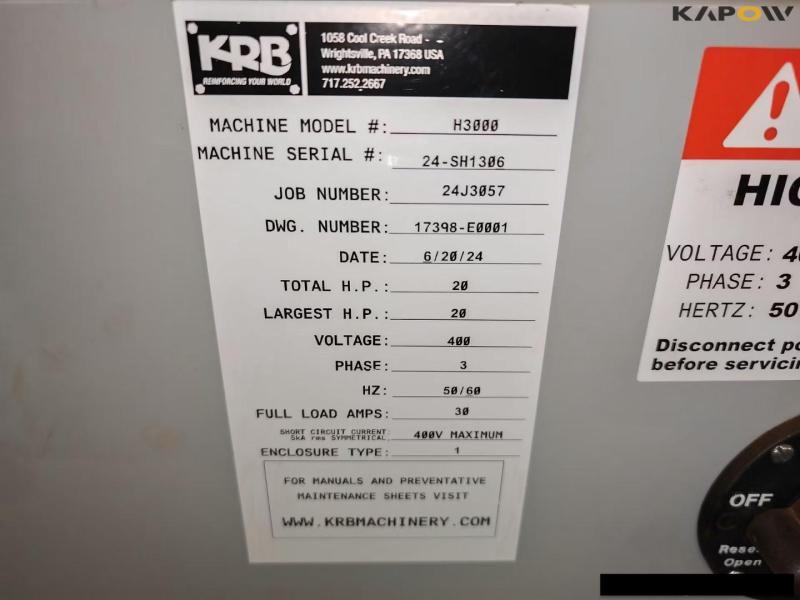 KAPOW
KRB
REINFORCING YOUR WORLD
1058 Cool Creek Road
Wrightsville, PA 17368 USA
www.krbmachinery.com
717.252.2667
MACHINE MODEL #: H3000
MACHINE SERIAL #: 24-SH1306
JOB NUMBER: 24J3057
DWG. NUMBER: 17398-E0001
DATE: 6/20/24
TOTAL H.P.: 20
LARGEST H.P.: 20
VOLTAGE: 400
PHASE: 3
HZ: 50/60
FULL LOAD AMPS: 30
SHORT CIRCUIT CURRENT:
5kA rms SYMMETRICAL 400V MAXIMUM
ENCLOSURE TYPE: 1
FOR MANUALS AND PREVENTATIVE
MAINTENANCE SHEETS VISIT
WWW.KRBMACHINERY.COM
VOLTAGE:
PHASE: 3
HERTZ: 50
Disconnect
before
OFF
Open